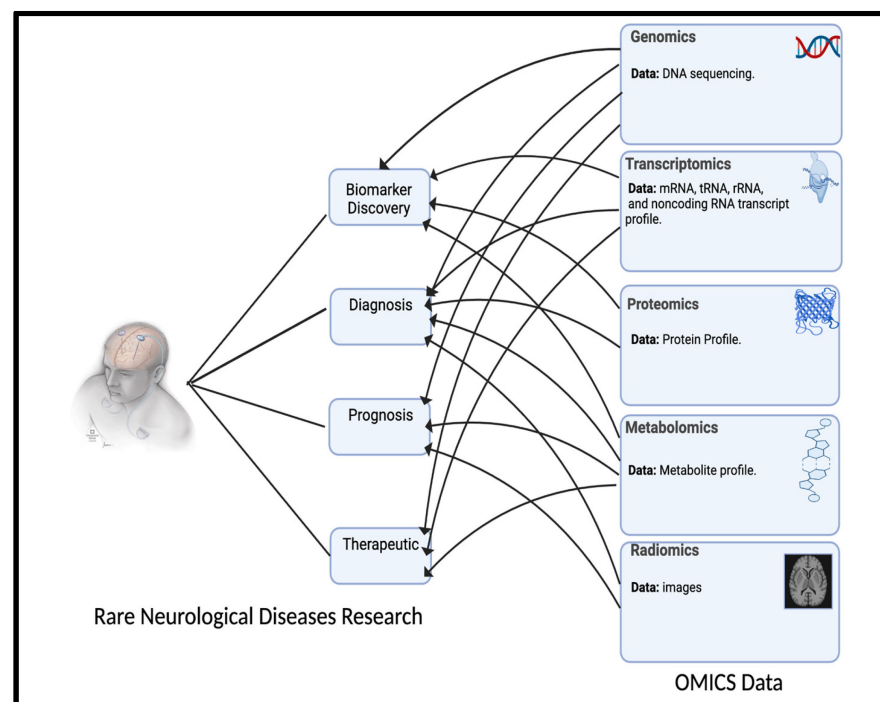 Genomics
Data: DNA sequencing.
Transcriptomics
Data: mRNA, tRNA, rRNA,
and noncoding RNA transcript
profile.
Biomarker
Discovery
Diagnosis
Proteomics
Data: Protein Profile.
Prognosis
Metabolomics
Data: Metabolite profile.
Therapeutic
Radiomics
Data: images
Rare Neurological Diseases Research
OMICS Data